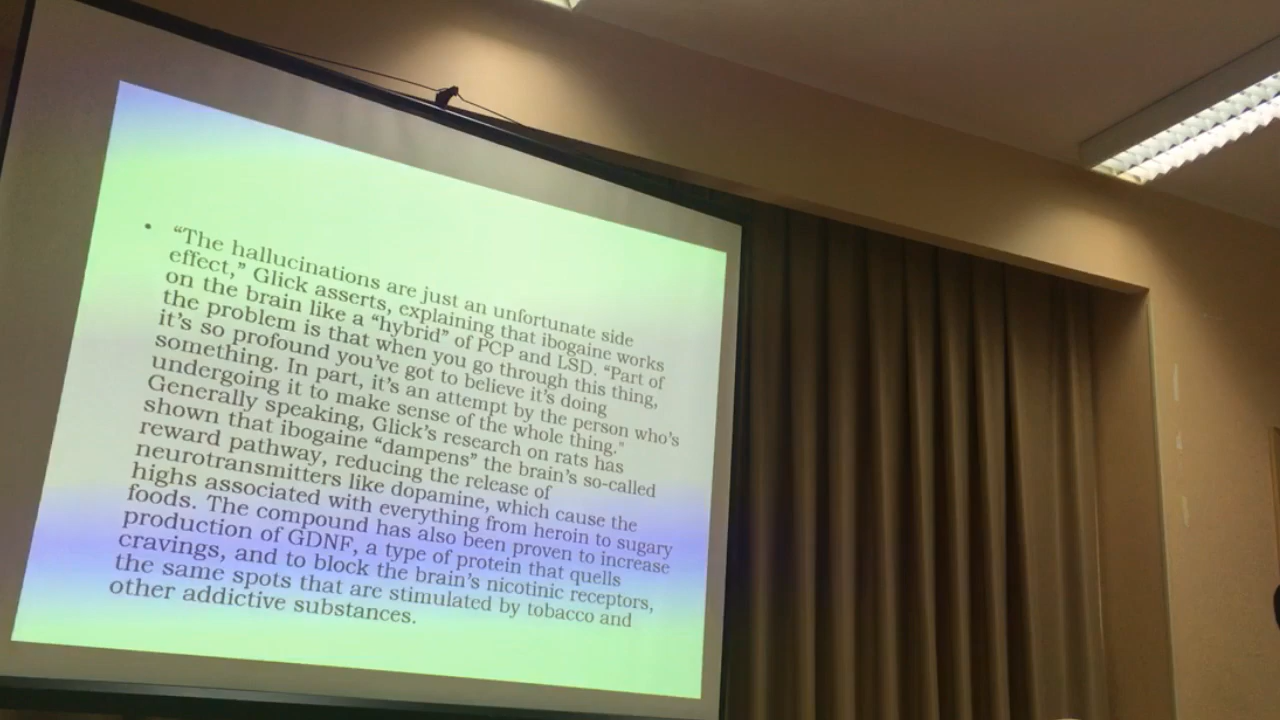 • “The hallucinations are just an unfortunate side
effect,” Glick asserts, explaining that ibogaine works
on the brain like a “hybrid” of PCP and LSD. “Part of
the problem is that when you go through this thing,
it’s so profound you’ve got to believe it’s doing
something. In part, it’s an attempt by the person who’s
undergoing it to make sense of the whole thing."
Generally speaking, Glick’s research on rats has
shown that ibogaine “dampens” the brain’s so-called
reward pathway, reducing the release of
neurotransmitters like dopamine, which cause the
highs associated with everything from heroin to sugary
foods. The compound has also been proven to increase
production of GDNF, a type of protein that quells
cravings, and to block the brain’s nicotinic receptors,
the same spots that are stimulated by tobacco and
other addictive substances.